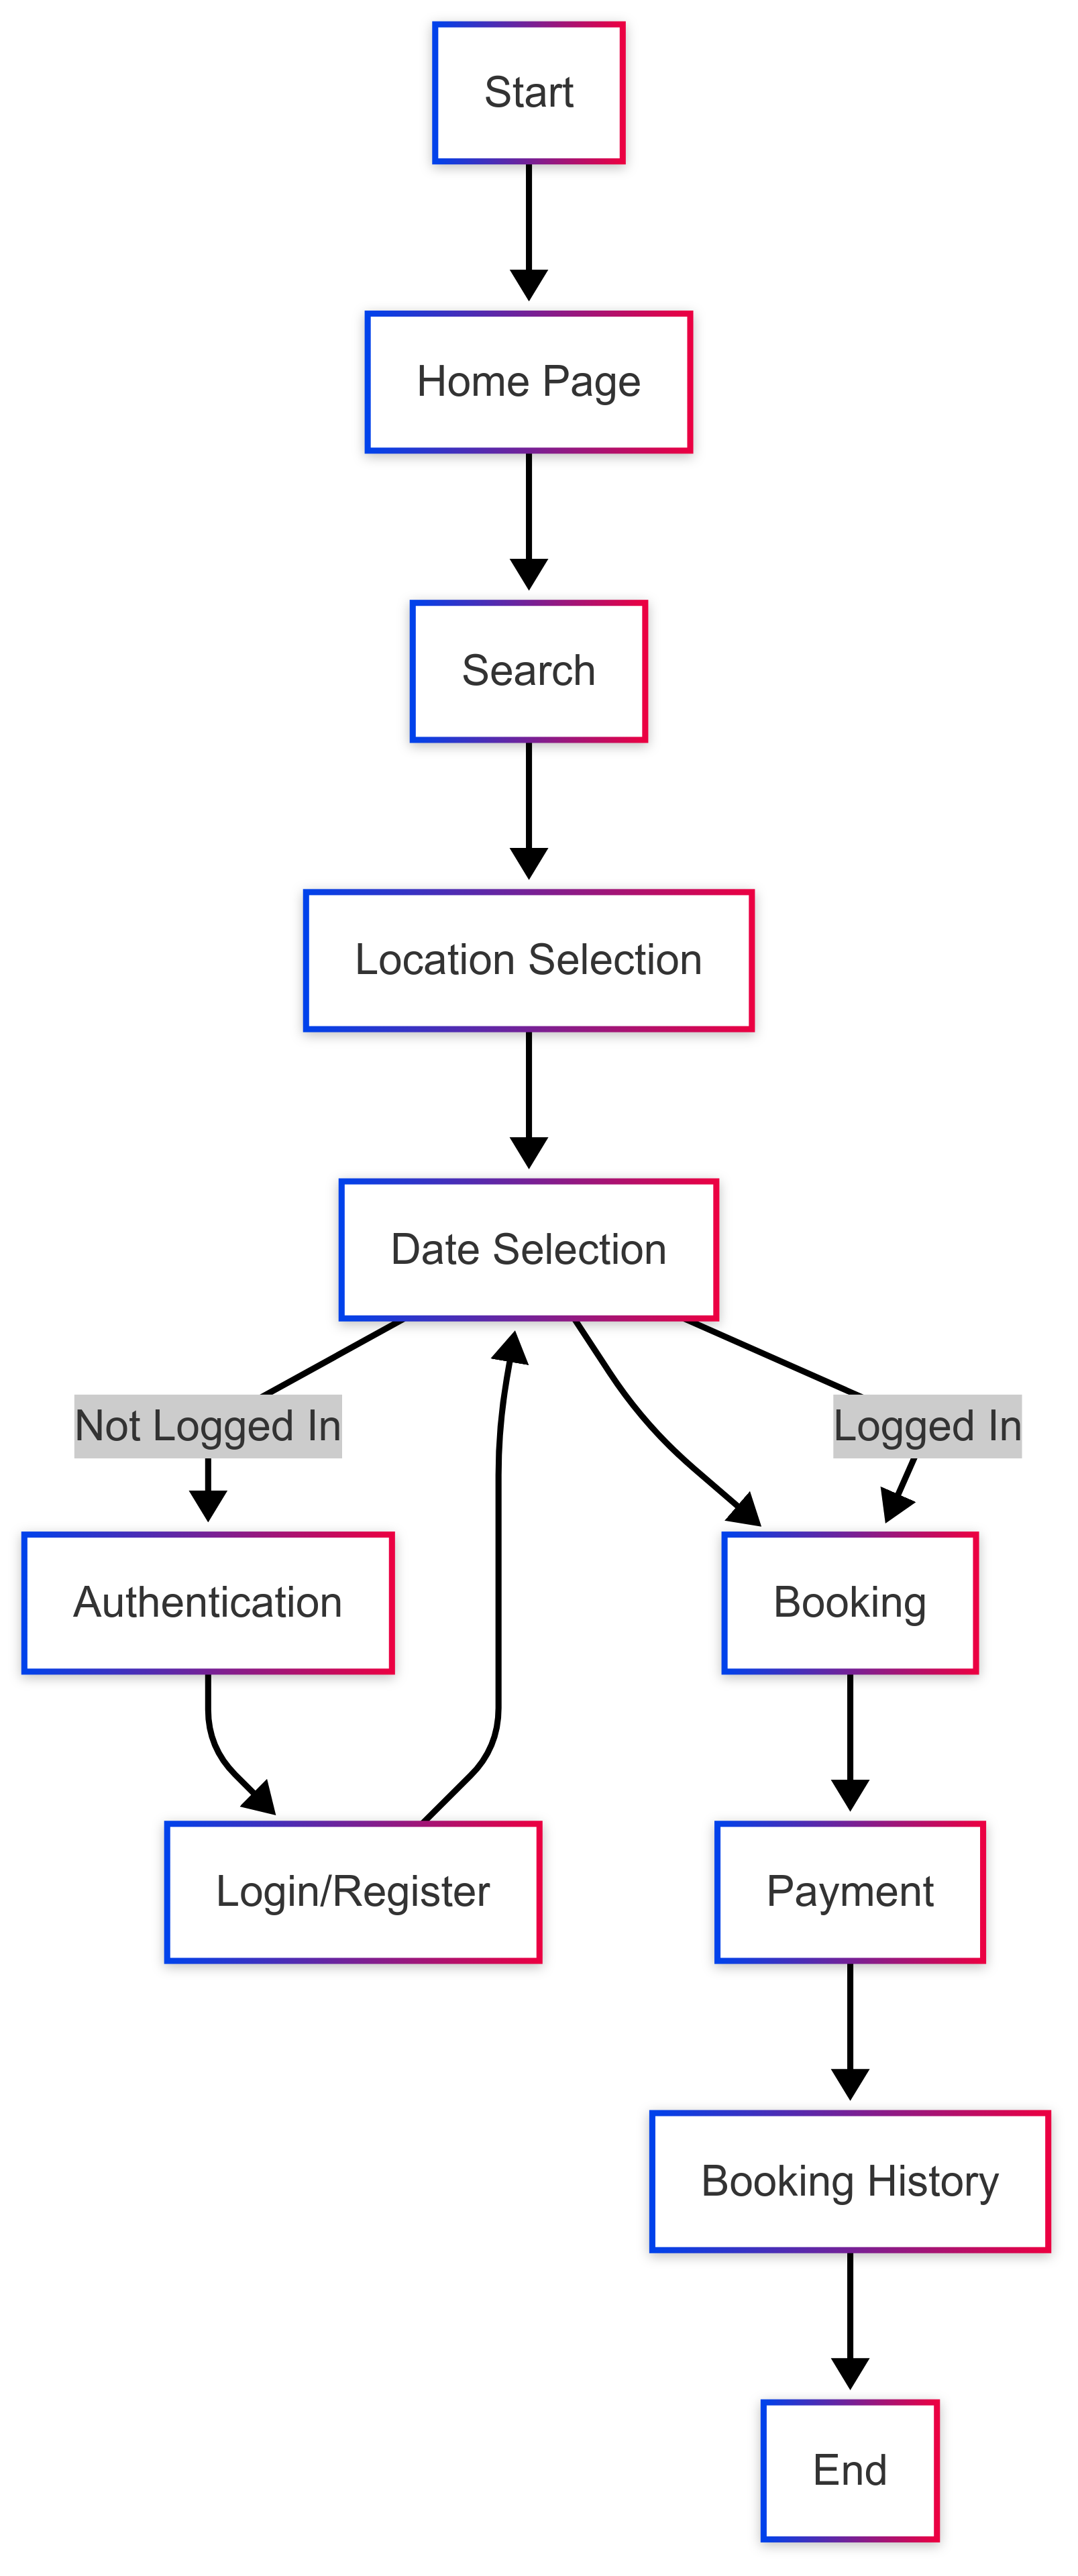 Start
Home Page
Search
Location Selection
Date Selection
Not Logged In
Logged In
Authentication
Booking
Login/Register
Payment
Booking History
End